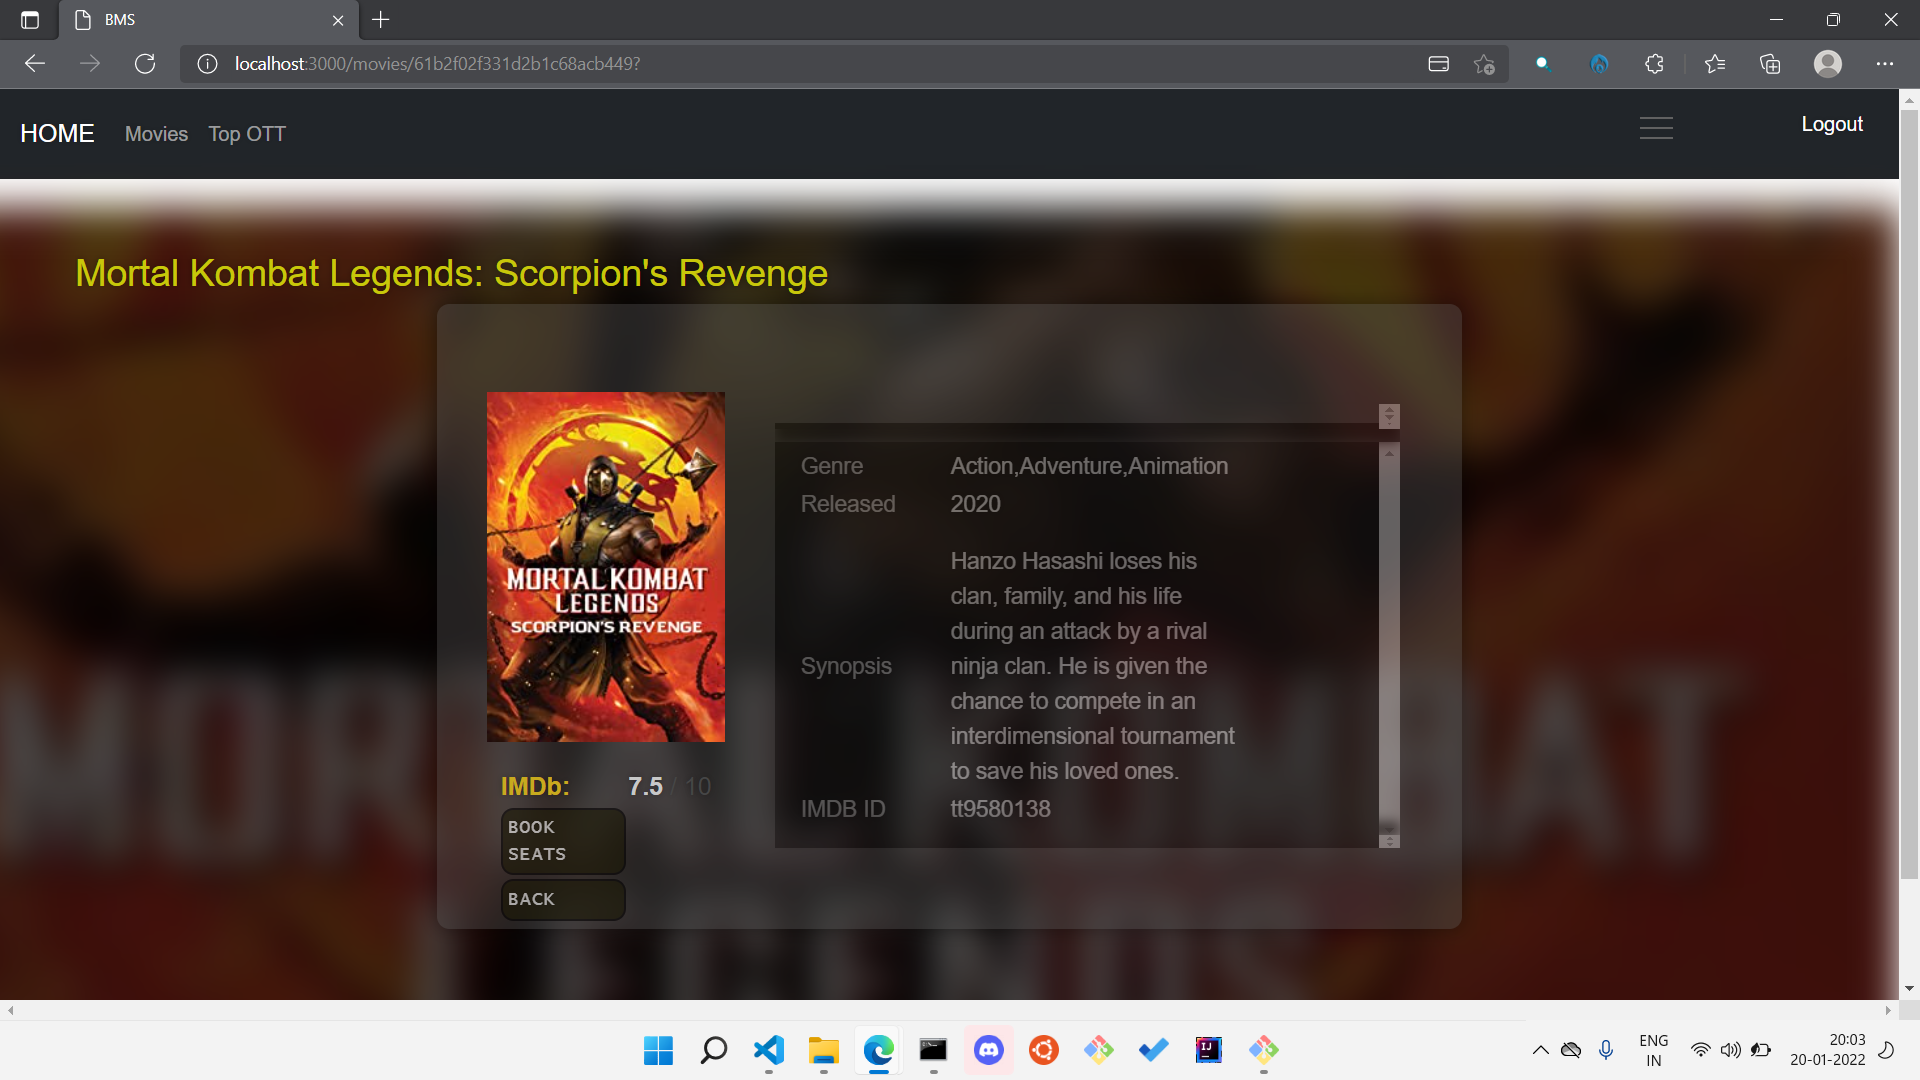 BMS
localhost:3000/movies/61b2f02f331d2b1c68acb449?
HOME
Movies
Top OTT
Logout
Mortal Kombat Legends: Scorpion's Revenge
MORTAL KOMBAT
LEGENDS
SCORPION'S REVENGE
IMDb: 7.5 / 10
BOOK
SEATS
BACK
Genre Action,Adventure,Animation
Released 2020
Synopsis
Hanzo Hasashi loses his
clan, family, and his life
during an attack by a rival
ninja clan. He is given the
chance to compete in an
interdimensional tournament
to save his loved ones.
IMDB ID tt9580138
MORTAL KOMBAT
LEGENDS
IJ
ENG
IN
20:03
20-01-2022